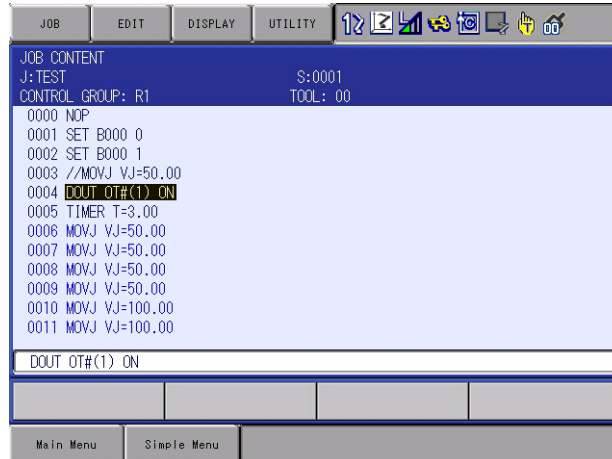 JOB EDIT DISPLAY UTILITY
JOB CONTENT
J:TEST S:0001
CONTROL GROUP: R1 TOOL: 00
0000 NOP
0001 SET B000 0
0002 SET B000 1
0003 //MOVJ VJ=50.00
0004 DOUT OT#(1) ON
0005 TIMER T=3.00
0006 MOVJ VJ=50.00
0007 MOVJ VJ=50.00
0008 MOVJ VJ=50.00
0009 MOVJ VJ=50.00
0010 MOVJ VJ=100.00
0011 MOVJ VJ=100.00
DOUT OT#(1) ON
Main Menu Simple Menu